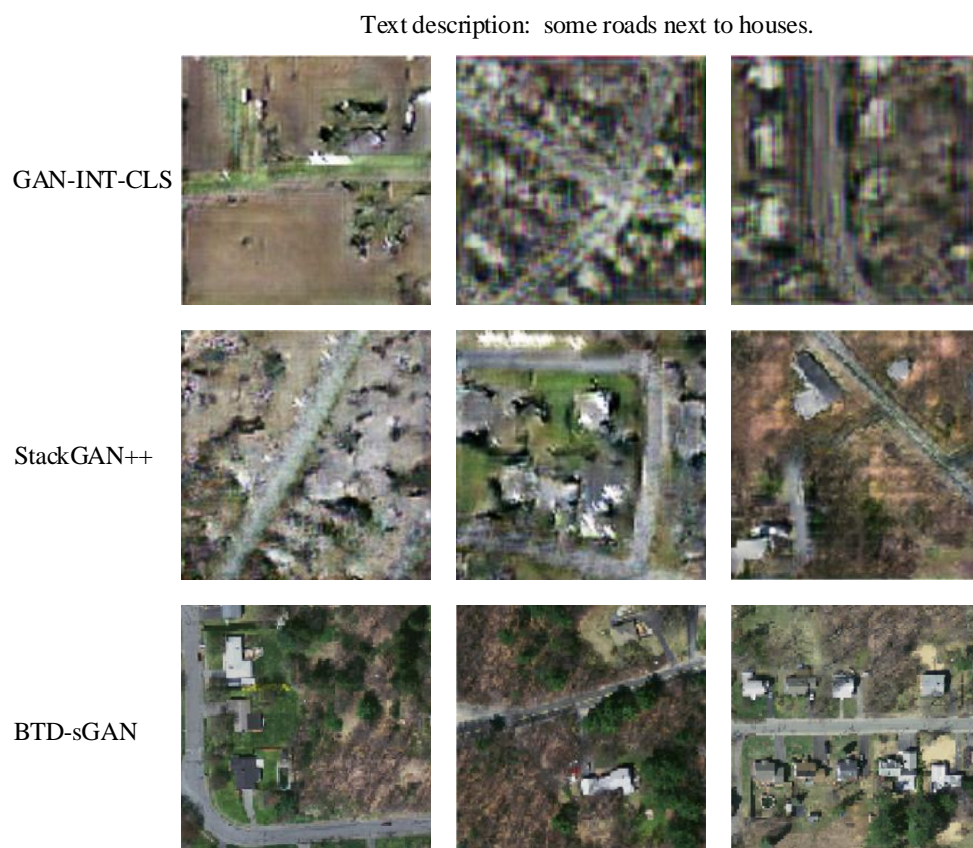 Text description: some roads next to houses.
GAN-INT-CLS
StackGAN++
BTD-sGAN